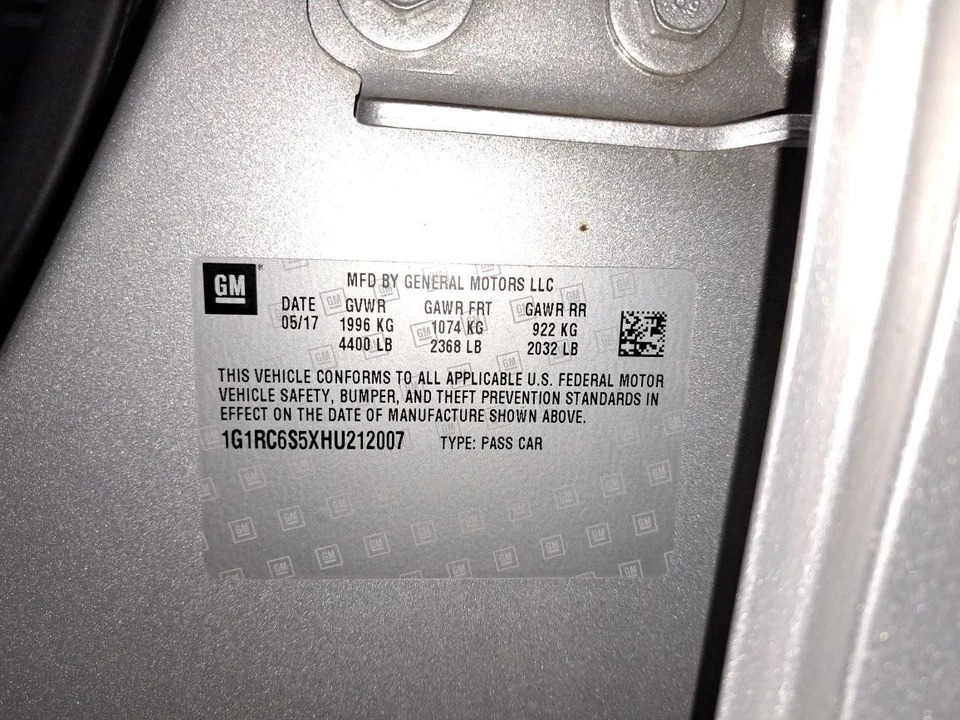 GM
MFD BY GENERAL MOTORS LLC
DATE GVWR GAWR FRT GAWR RR
05/17 1996 KG 1074 KG 922 KG
4400 LB 2368 LB 2032 LB
THIS VEHICLE CONFORMS TO ALL APPLICABLE U.S. FEDERAL MOTOR
VEHICLE SAFETY, BUMPER, AND THEFT PREVENTION STANDARDS IN
EFFECT ON THE DATE OF MANUFACTURE SHOWN ABOVE.
1G1RC6S5XHU212007 TYPE: PASS CAR